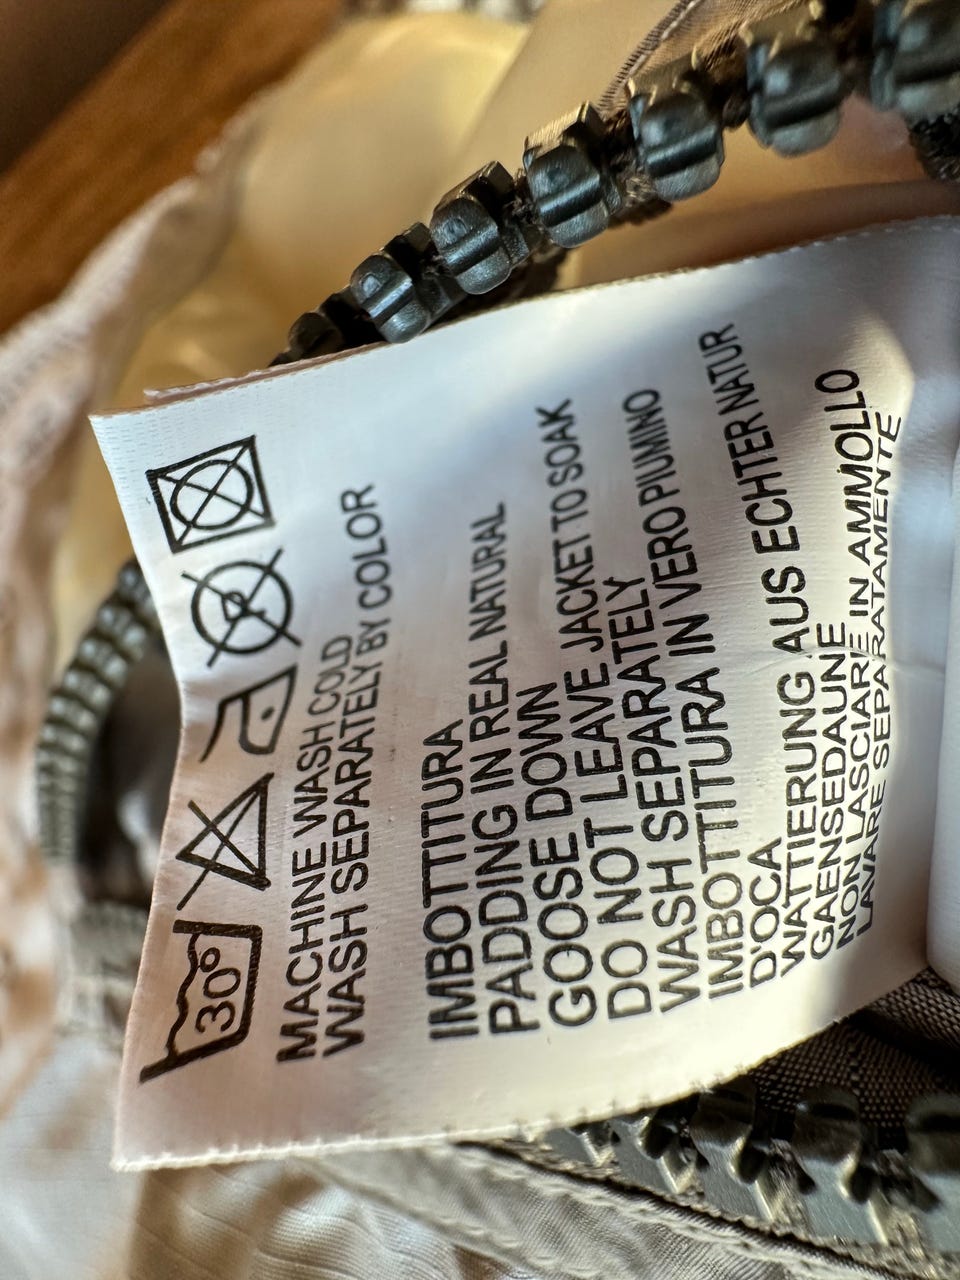 30°
P
MACHINE WASH COLD
WASH SEPARATELY BY COLOR
IMBOTTITURA
PADDING IN REAL NATURAL
GOOSE DOWN
DO NOT LEAVE JACKET TO SOAK
WASH SEPARATELY
IMBOTTITURA IN VERO PIUMINO
D'OCA
WATTIERUNG AUS ECHTER NATUR
GAENSEDAUNE
NON LASCIARE IN AMMOLLO
LAVARE SEPARATAMENTE